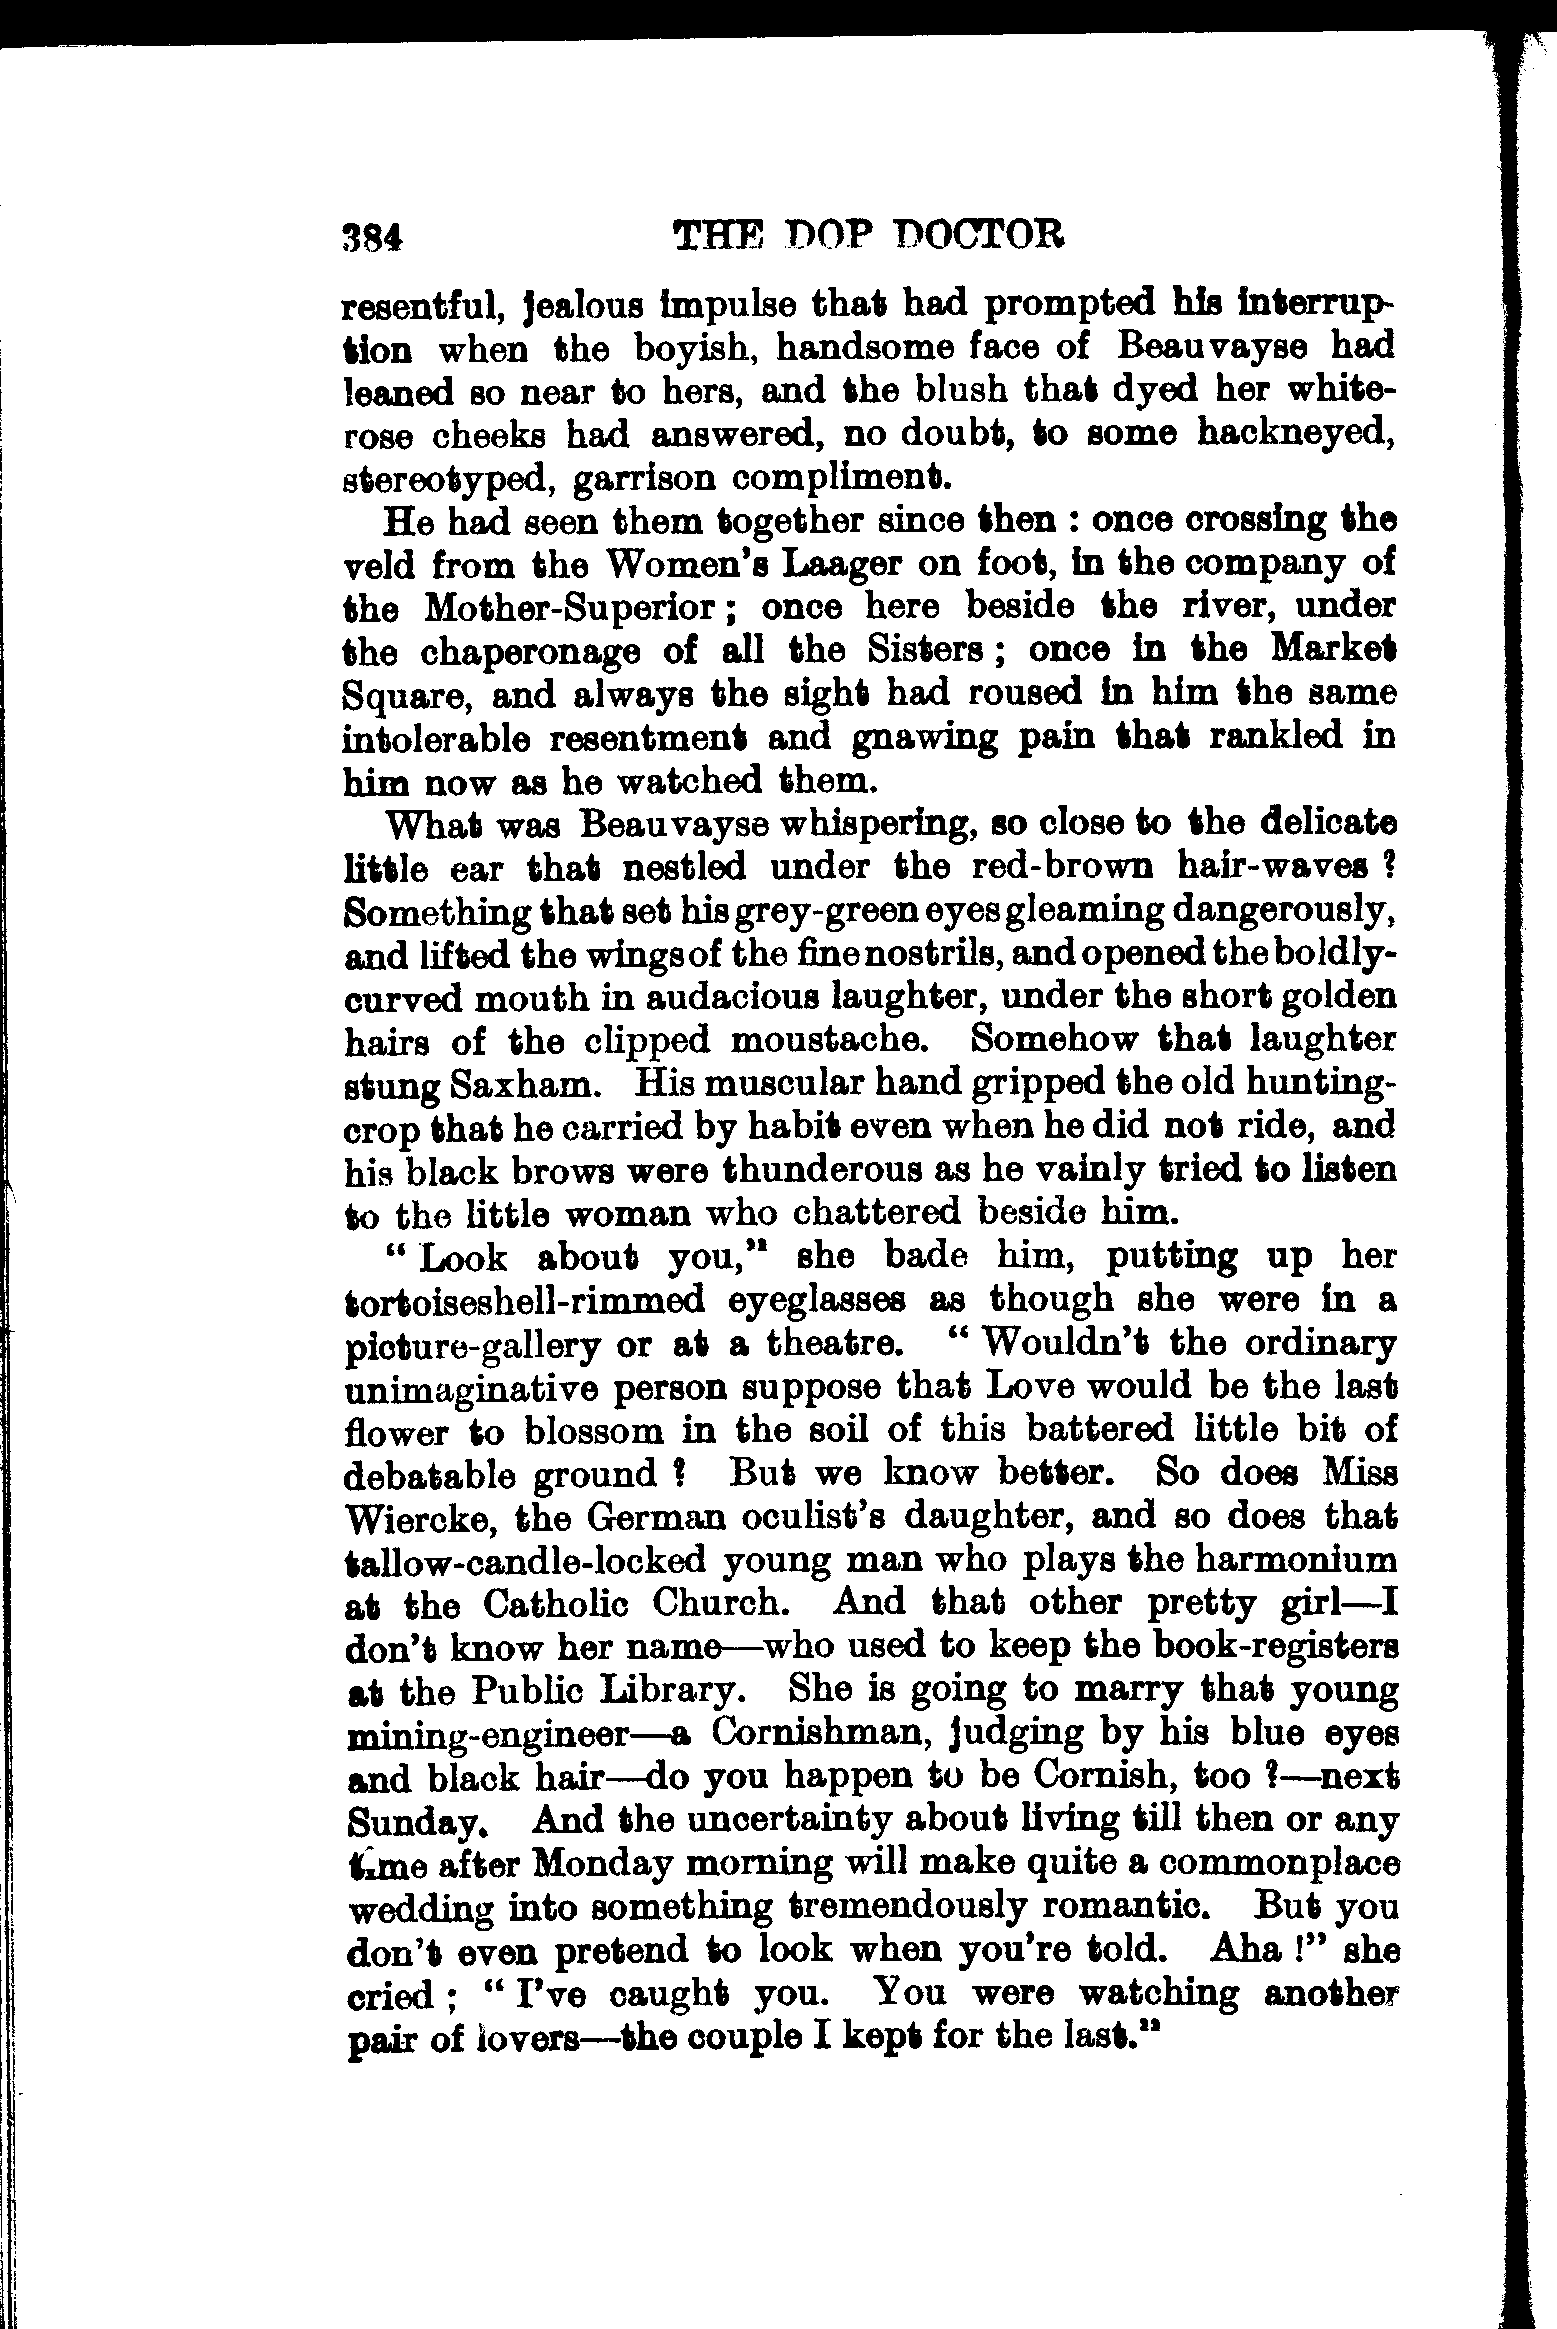 384 THE DOP DOCTOR
resentful, jealous impulse that had prompted his interrup-
tion when the boyish, handsome face of Beauvayse had
leaned so near to hers, and the blush that dyed her white-
rose cheeks had answered, no doubt, to some hackneyed,
stereotyped, garrison compliment.
He had seen them together since then : once crossing the
veld from the Women's Laager on foot, in the company of
the Mother-Superior ; once here beside the river, under
the chaperonage of all the Sisters ; once in the Market
Square, and always the sight had roused in him the same
intolerable resentment and gnawing pain that rankled in
him now as he watched them.
What was Beauvayse whispering, so close to the delicate
little ear that nestled under the red-brown hair-waves ?
Something that set his grey-green eyes gleaming dangerously,
and lifted the wings of the fine nostrils, and opened the boldly-
curved mouth in audacious laughter, under the short golden
hairs of the clipped moustache. Somehow that laughter
stung Saxham. His muscular hand gripped the old hunting-
crop that he carried by habit even when he did not ride, and
his black brows were thunderous as he vainly tried to listen
to the little woman who chattered beside him.
“ Look about you,” she bade him, putting up her
tortoiseshell-rimmed eyeglasses as though she were in a
picture-gallery or at a theatre. “ Wouldn't the ordinary
unimaginative person suppose that Love would be the last
flower to blossom in the soil of this battered little bit of
debatable ground ? But we know better. So does Miss
Wiercke, the German oculist's daughter, and so does that
tallow-candle-locked young man who plays the harmonium
at the Catholic Church. And that other pretty girl—I
don't know her name—who used to keep the book-registers
at the Public Library. She is going to marry that young
mining-engineer—a Cornishman, judging by his blue eyes
and black hair—do you happen to be Cornish, too ?—next
Sunday. And the uncertainty about living till then or any
time after Monday morning will make quite a commonplace
wedding into something tremendously romantic. But you
don't even pretend to look when you're told. Aha !” she
cried ; “ I've caught you. You were watching another
pair of lovers—the couple I kept for the last.”